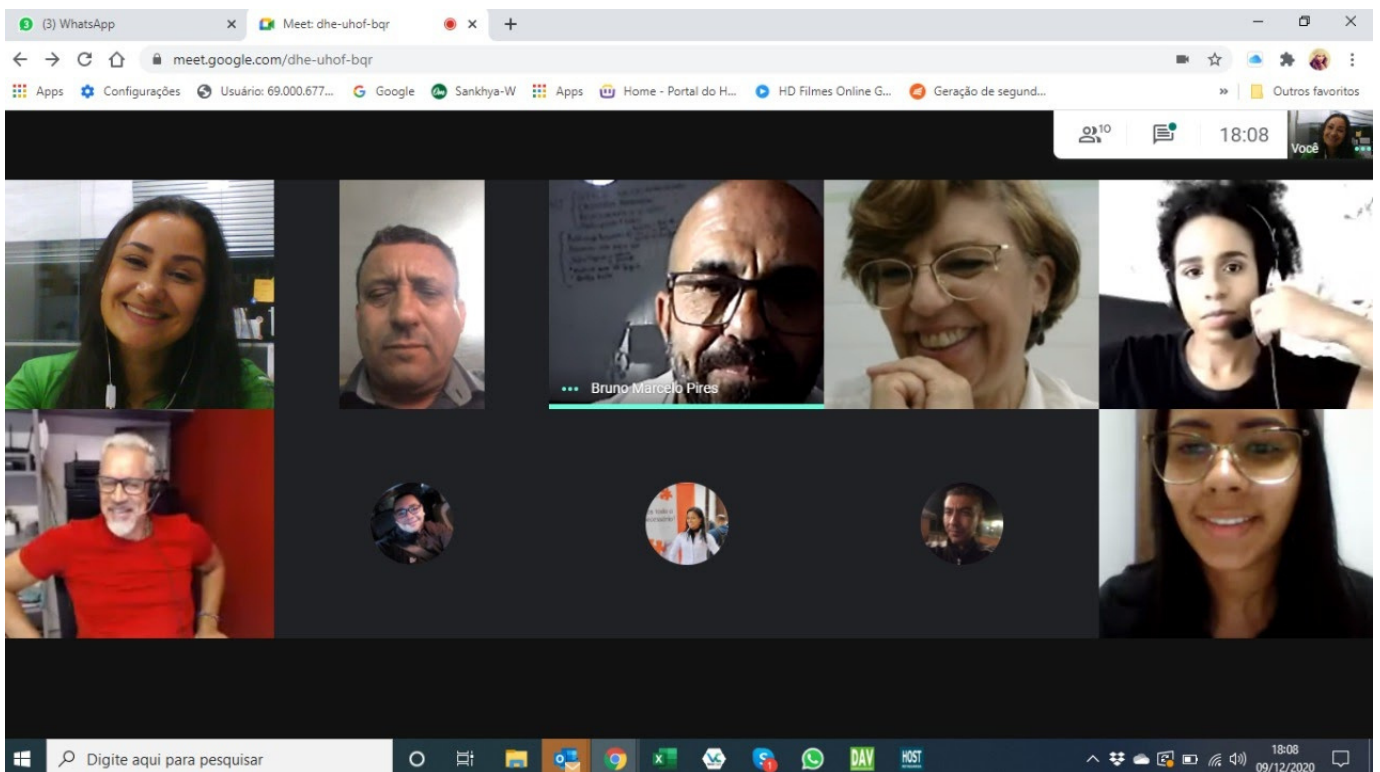 3 (3) WhatsApp
Meet: dhe-uhof-bqr
meet.google.com/dhe-uhof-bqr
Apps
Configurações
Usuário: 69.000.677...
G Google
Sankhya-W
Apps
Home - Portal do H...
HD Filmes Online G...
Geração de segund...
»
Outros favoritos
10
18:08
Você
Bruno Marcelo Pires
Digite aqui para pesquisar
DAV
HOST
18:08
09/12/2020